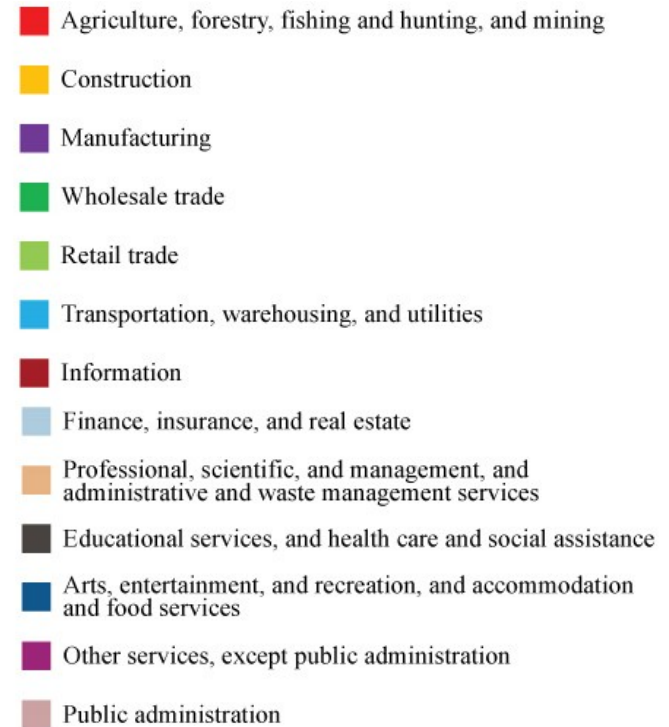 Agriculture, forestry, fishing and hunting, and mining
Construction
Manufacturing
Wholesale trade
Retail trade
Transportation, warehousing, and utilities
Information
Finance, insurance, and real estate
Professional, scientific, and management, and
administrative and waste management services
Educational services, and health care and social assistance
Arts, entertainment, and recreation, and accommodation
and food services
Other services, except public administration
Public administration